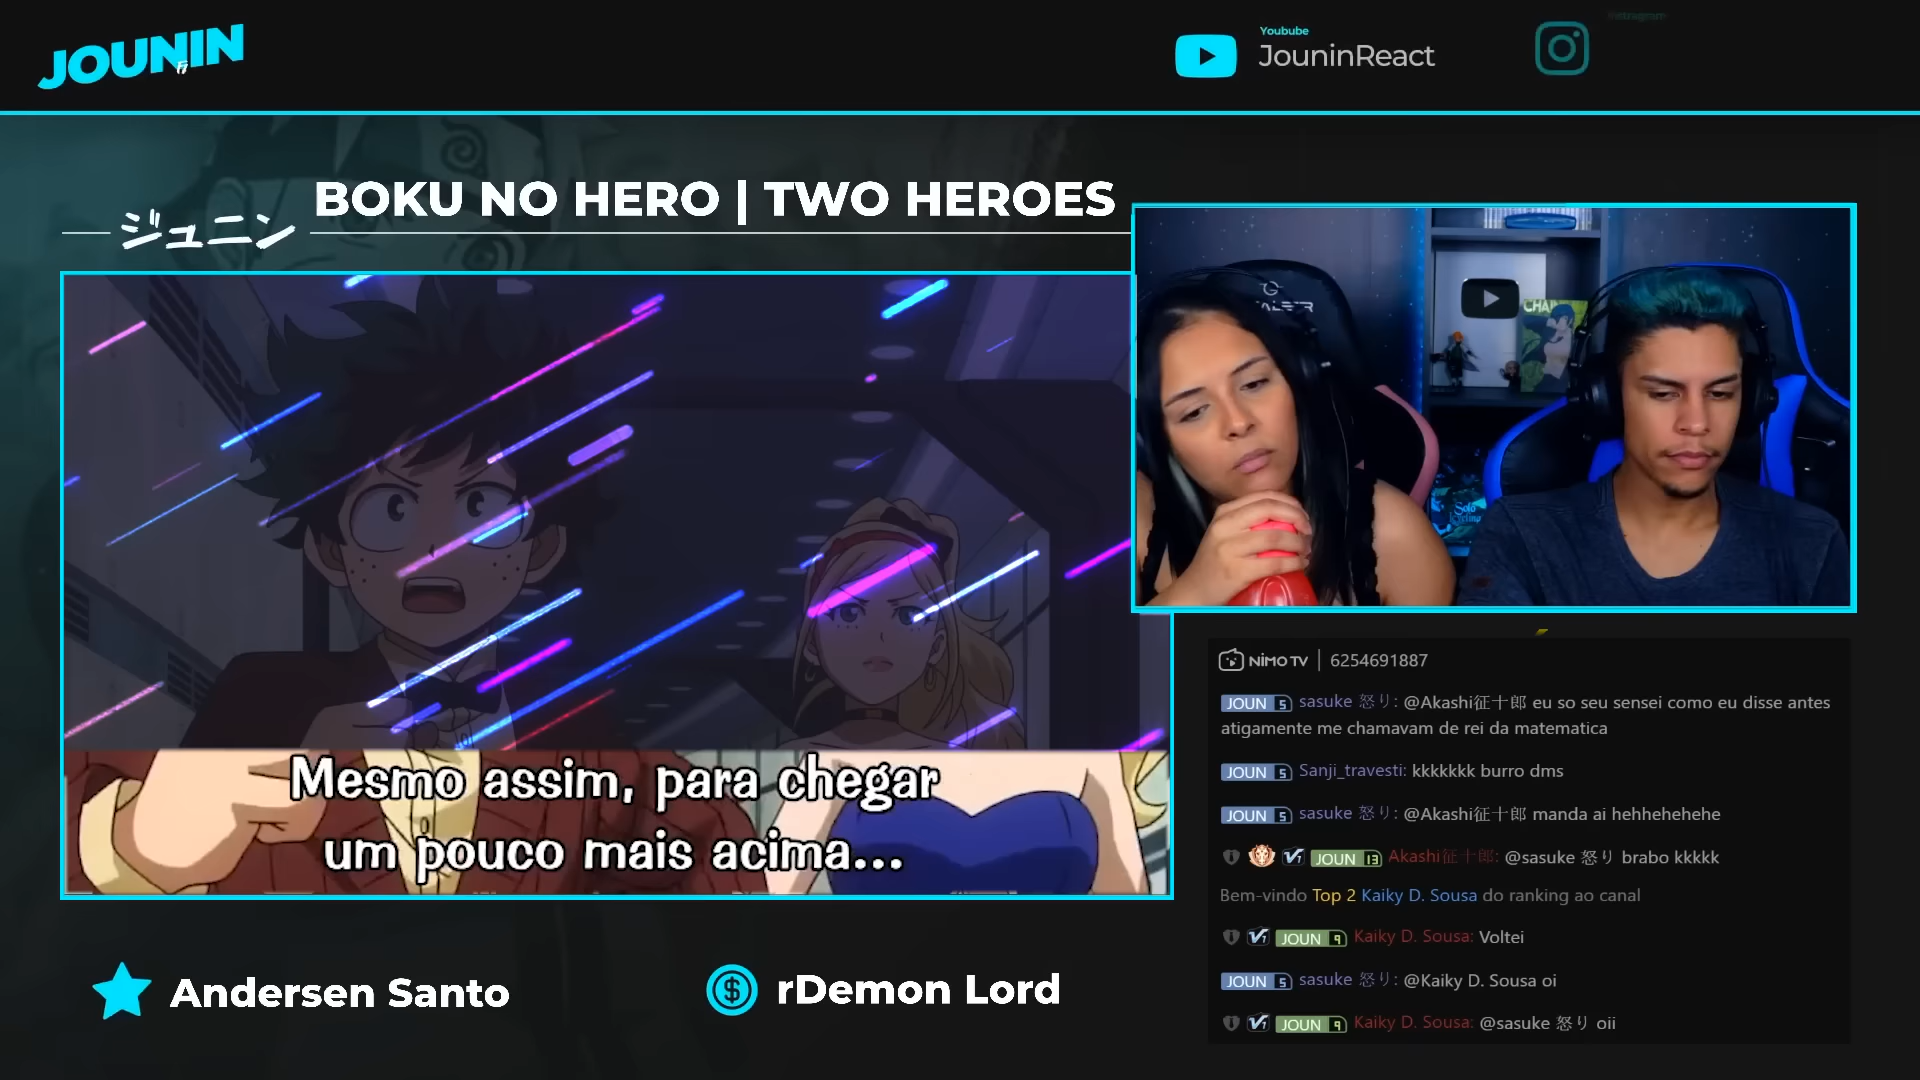 JOUNIN
Youbube
JouninReact
ジュニン
BOKU NO HERO | TWO HEROES
CHAI
Solo
Mesmo assim, para chegar
um pouco mais acima...
NIMO TV | 6254691887
JOUN 5 sasuke 怒り: @Akashi征十郎 eu so seu sensei como eu disse antes
atigamente me chamavam de rei da matematica
JOUN 5 Sanji_travesti: kkkkkkk burro dms
JOUN 5 sasuke 怒り: @Akashi征十郎 manda ai hehhehehehe
V1 JOUN 13 Akashi征十郎: @sasuke 怒り brabo kkkkk
Bem-vindo Top 2 Kaiky D. Sousa do ranking ao canal
V1 JOUN 9 Kaiky D. Sousa: Voltei
JOUN 5 sasuke 怒り: @Kaiky D. Sousa oi
V1 JOUN 9 Kaiky D. Sousa: @sasuke 怒り oii
Andersen Santo
rDemon Lord